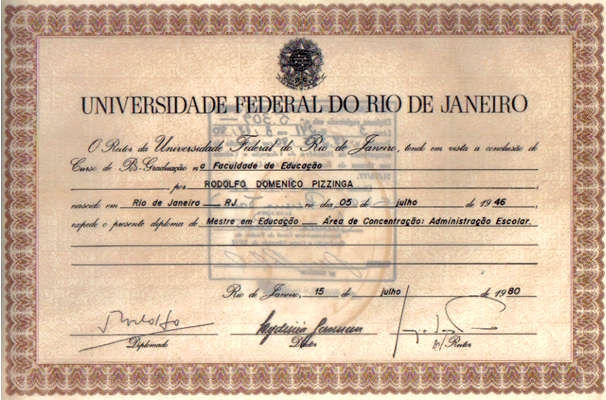 UNIVERSIDADE FEDERAL DO RIO DE JANEIRO
O Reitor da Universidade Federal do Rio de Janeiro, tendo em vista a conclusão do
Curso de Pós-Graduação na Faculdade de Educação
por RODOLFO DOMENICO PIZZINGA
nascido em Rio de Janeiro — RJ dia 05 de julho de 1946
expede o presente diploma de Mestre em Educação — Área de Concentração: Administração Escolar.
Rio de Janeiro, 15 de julho de 1980
Rodolfo
Diplomado Diretor Reitor